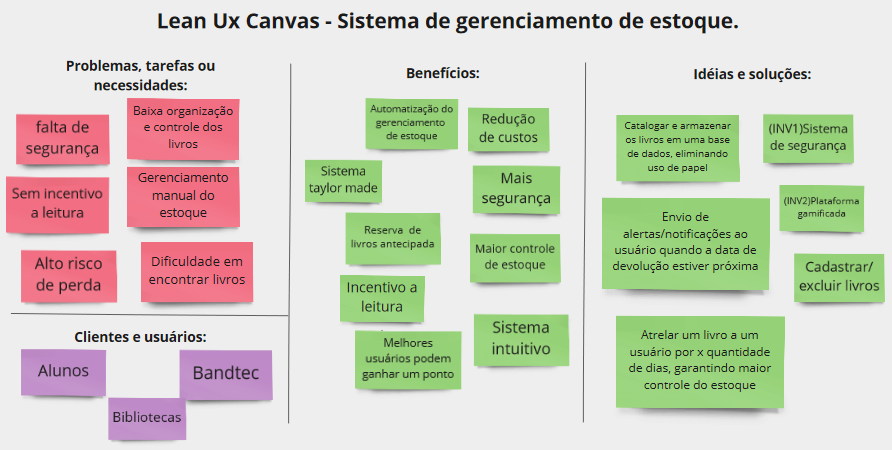 Lean Ux Canvas - Sistema de gerenciamento de estoque.
Problemas, tarefas ou
necessidades:
falta de
segurança
Baixa organização
e controle dos
livros
Sem incentivo
a leitura
Gerenciamento
manual do
estoque
Alto risco
de perda
Dificuldade em
encontrar livros
Clientes e usuários:
Alunos
Bandtec
Bibliotecas
Benefícios:
Automatização do
gerenciamento
de estoque
Redução
de custos
Sistema
taylor made
Mais
segurança
Reserva de
livros antecipada
Maior controle
de estoque
Incentivo a
leitura
Sistema
intuitivo
Melhores
usuários podem
ganhar um ponto
Idéias e soluções:
Catalogar e armazenar
os livros em uma base
de dados, eliminando
uso de papel
(INV1)Sistema
de segurança
(INV2)Plataforma
gamificada
Envio de
alertas/notificações ao
usuário quando a data de
devolução estiver próxima
Cadastrar/
excluir livros
Atrelar um livro a um
usuário por x quantidade
de dias, garantindo maior
controle do estoque